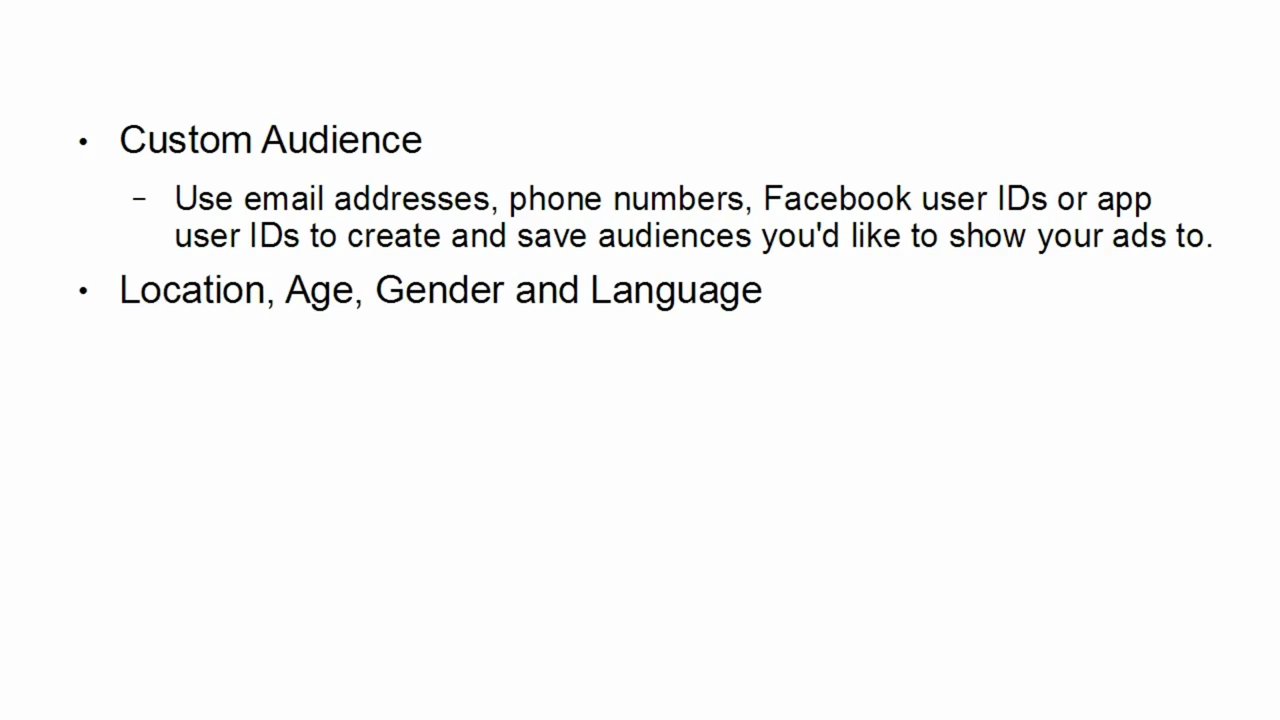 • Custom Audience
– Use email addresses, phone numbers, Facebook user IDs or app
user IDs to create and save audiences you'd like to show your ads to.
• Location, Age, Gender and Language